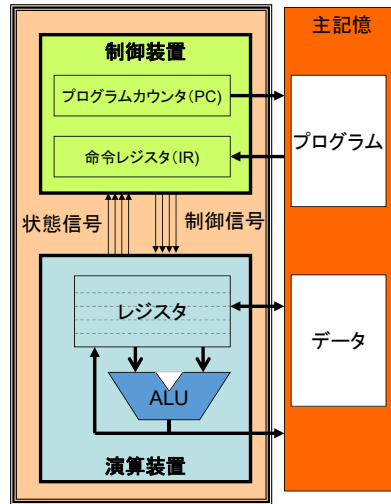 制御装置
プログラムカウンタ(PC)
命令レジスタ(IR)
状態信号
制御信号
レジスタ
ALU
演算装置
主記憶
プログラム
データ